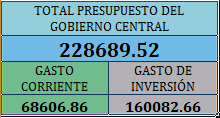 TOTAL PRESUPUESTO DEL
GOBIERNO CENTRAL
228689.52
GASTO
CORRIENTE
GASTO DE
INVERSIÓN
68606.86
160082.66